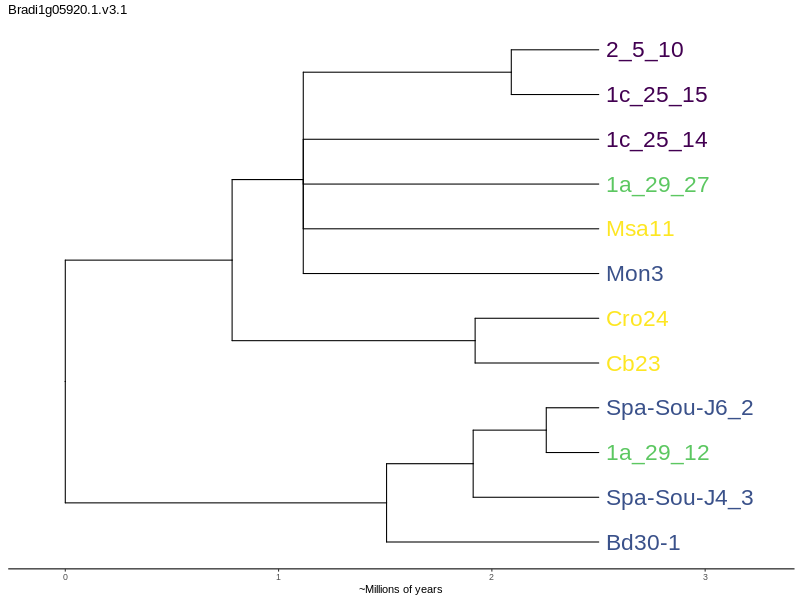 Bradi1g05920.1.v3.1
2_5_10
1c_25_15
1c_25_14
1a_29_27
Msa11
Mon3
Cro24
Cb23
Spa-Sou-J6_2
1a_29_12
Spa-Sou-J4_3
Bd30-1
0 1 2 3
~Millions of years